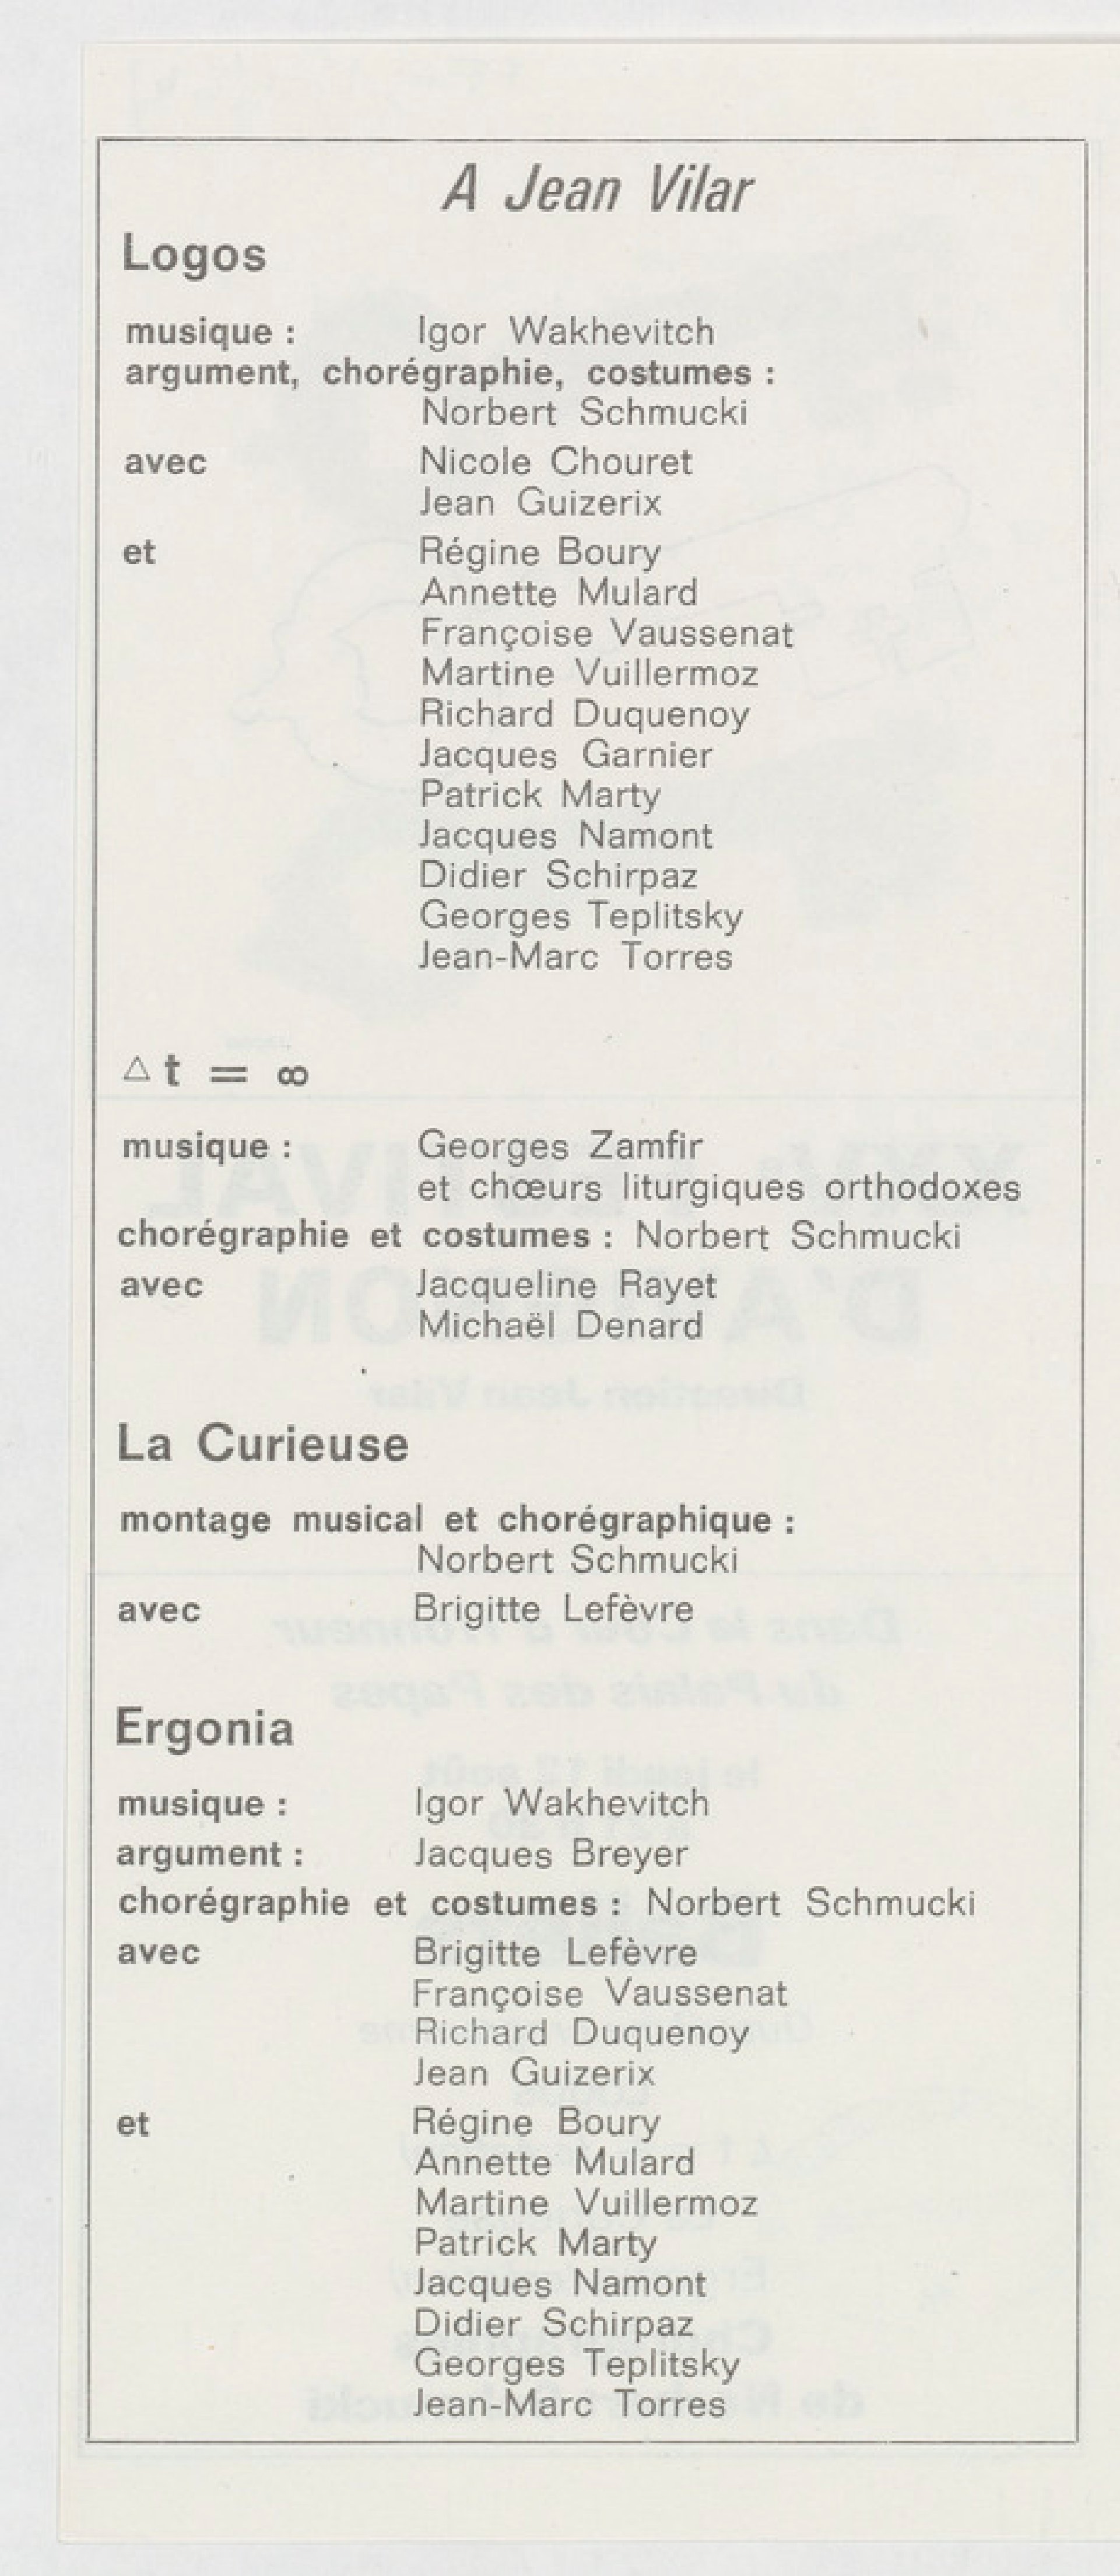 A Jean Vilar
Logos
musique : Igor Wakhevitch
argument, chorégraphie, costumes :
Norbert Schmucki
avec Nicole Chouret
Jean Guizerix
et Régine Boury
Annette Mulard
Françoise Vaussenat
Martine Vuillermoz
Richard Duquenoy
Jacques Garnier
Patrick Marty
Jacques Namont
Didier Schirpaz
Georges Teplitsky
Jean-Marc Torres
△ t = ∞
musique : Georges Zamfir
et chœurs liturgiques orthodoxes
chorégraphie et costumes : Norbert Schmucki
avec Jacqueline Rayet
Michaël Denard
La Curieuse
montage musical et chorégraphique :
Norbert Schmucki
avec Brigitte Lefèvre
Ergonia
musique : Igor Wakhevitch
argument : Jacques Breyer
chorégraphie et costumes : Norbert Schmucki
avec Brigitte Lefèvre
Françoise Vaussenat
Richard Duquenoy
Jean Guizerix
et Régine Boury
Annette Mulard
Martine Vuillermoz
Patrick Marty
Jacques Namont
Didier Schirpaz
Georges Teplitsky
Jean-Marc Torres